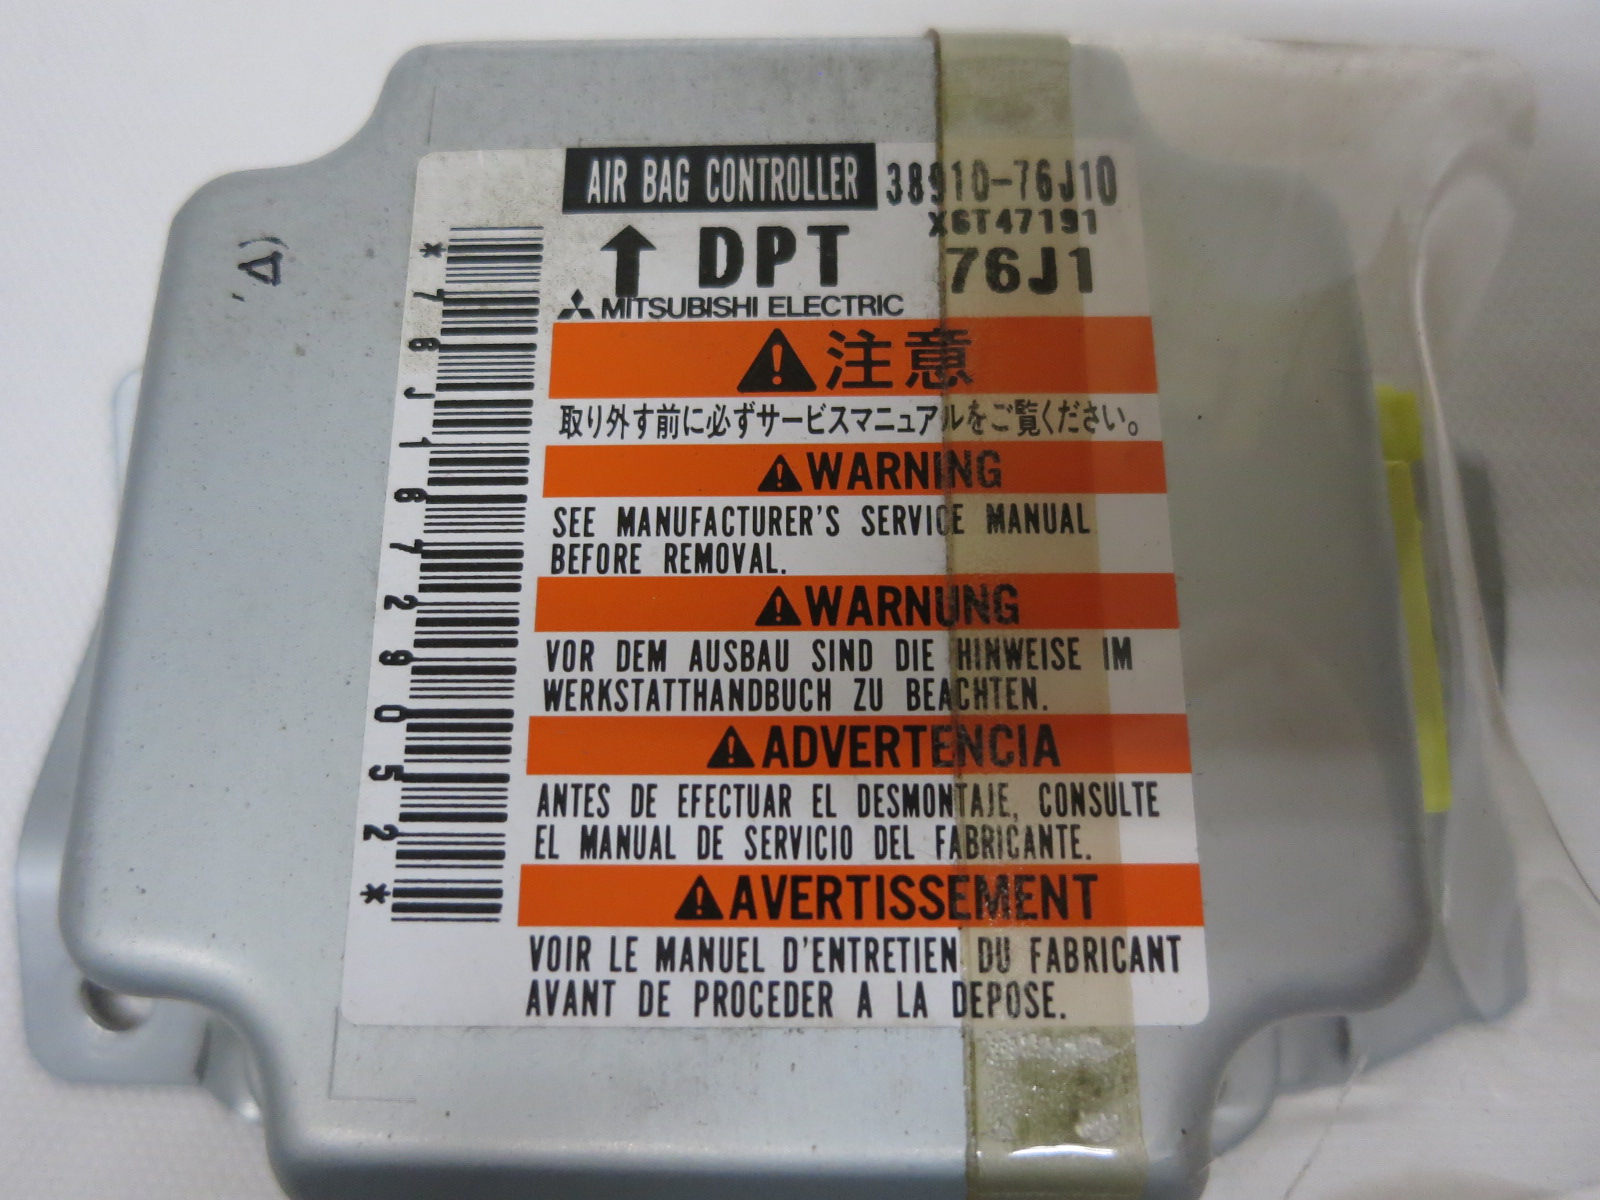 AIR BAG CONTROLLER 38910-76J10
X6T47191
↑ DPT 76J1
MITSUBISHI ELECTRIC
注意
取り外す前に必ずサービスマニュアルをご覧ください。
WARNING
SEE MANUFACTURER'S SERVICE MANUAL
BEFORE REMOVAL.
WARNUNG
VOR DEM AUSBAU SIND DIE HINWEISE IM
WERKSTATTHANDBUCH ZU BEACHTEN.
ADVERTENCIA
ANTES DE EFECTUAR EL DESMONTAJE, CONSULTE
EL MANUAL DE SERVICIO DEL FABRICANTE.
AVERTISSEMENT
VOIR LE MANUEL D'ENTRETIEN DU FABRICANT
AVANT DE PROCEDER A LA DEPOSE.
*76J16729052*